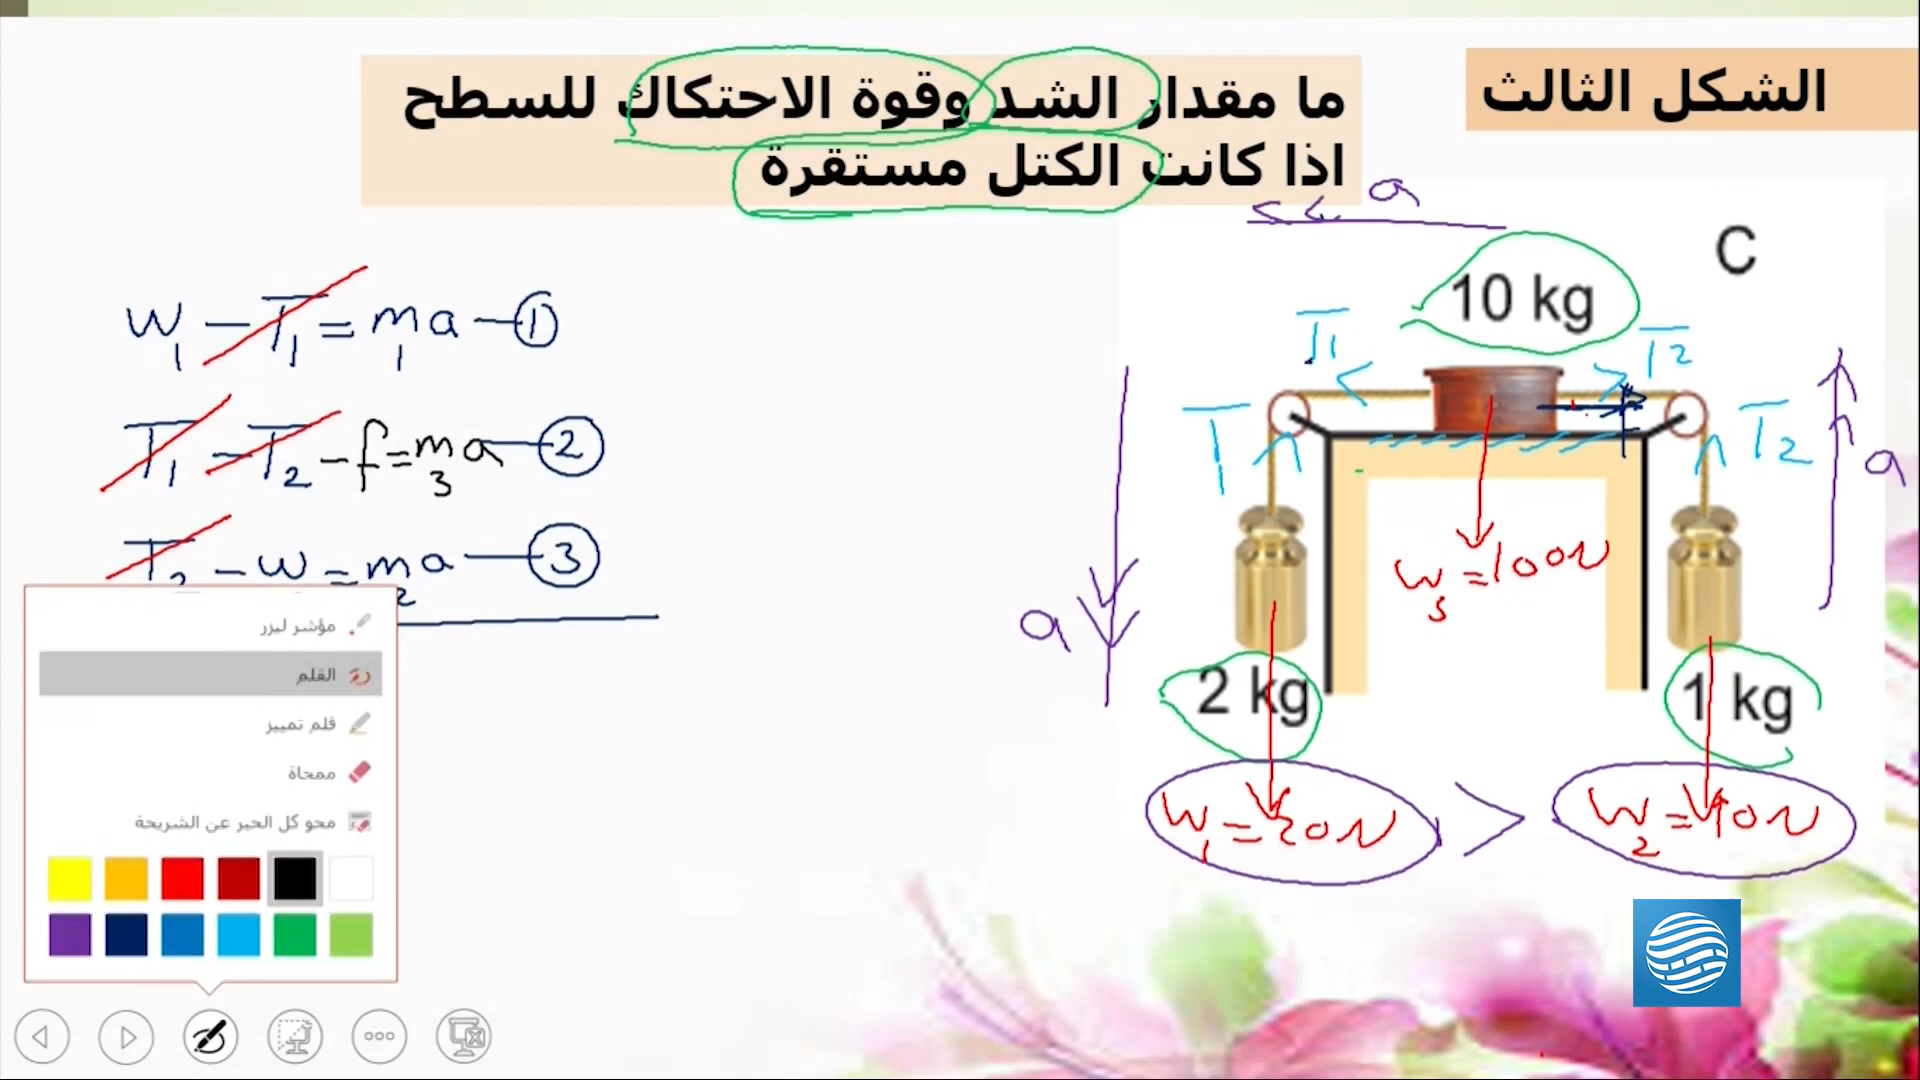 الشكل الثالث
ما مقدار الشد وقوة الاحتكاك للسطح
اذا كانت الكتل مستقرة
a
C
10 kg
T1
T2
T
T2
a
a
W3=100N
2 kg
1 kg
W1=20N > W2=10N
W1-T1=m1a-①
T1-T2-f=m3a-②
T2-w=m2a-③
مؤشر ليزر
القلم
قلم تمييز
ممحاة
محو كل الحبر عن الشريحة